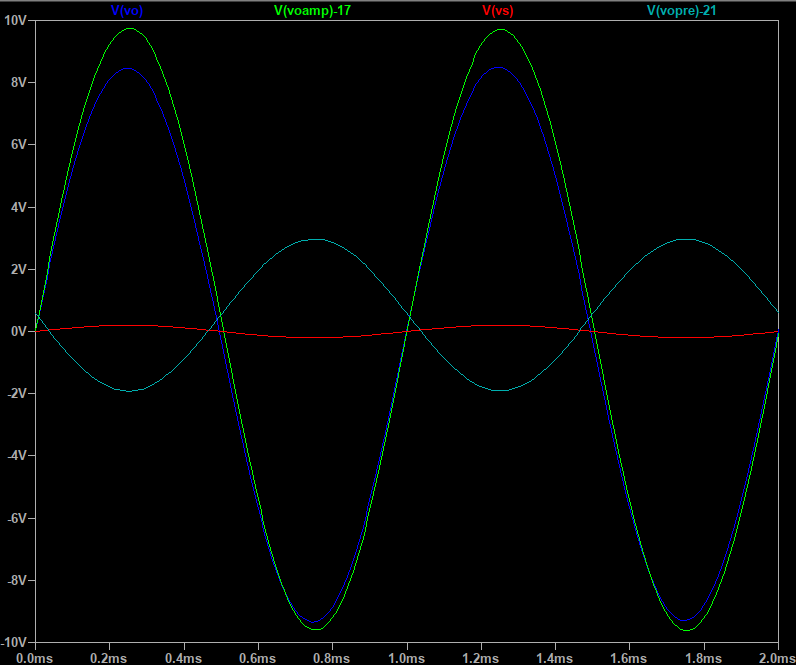 V(vo) V(voamp)-17 V(vs) V(vopre)-21
10V
8V
6V
4V
2V
0V
-2V
-4V
-6V
-8V
-10V
0.0ms 0.2ms 0.4ms 0.6ms 0.8ms 1.0ms 1.2ms 1.4ms 1.6ms 1.8ms 2.0ms